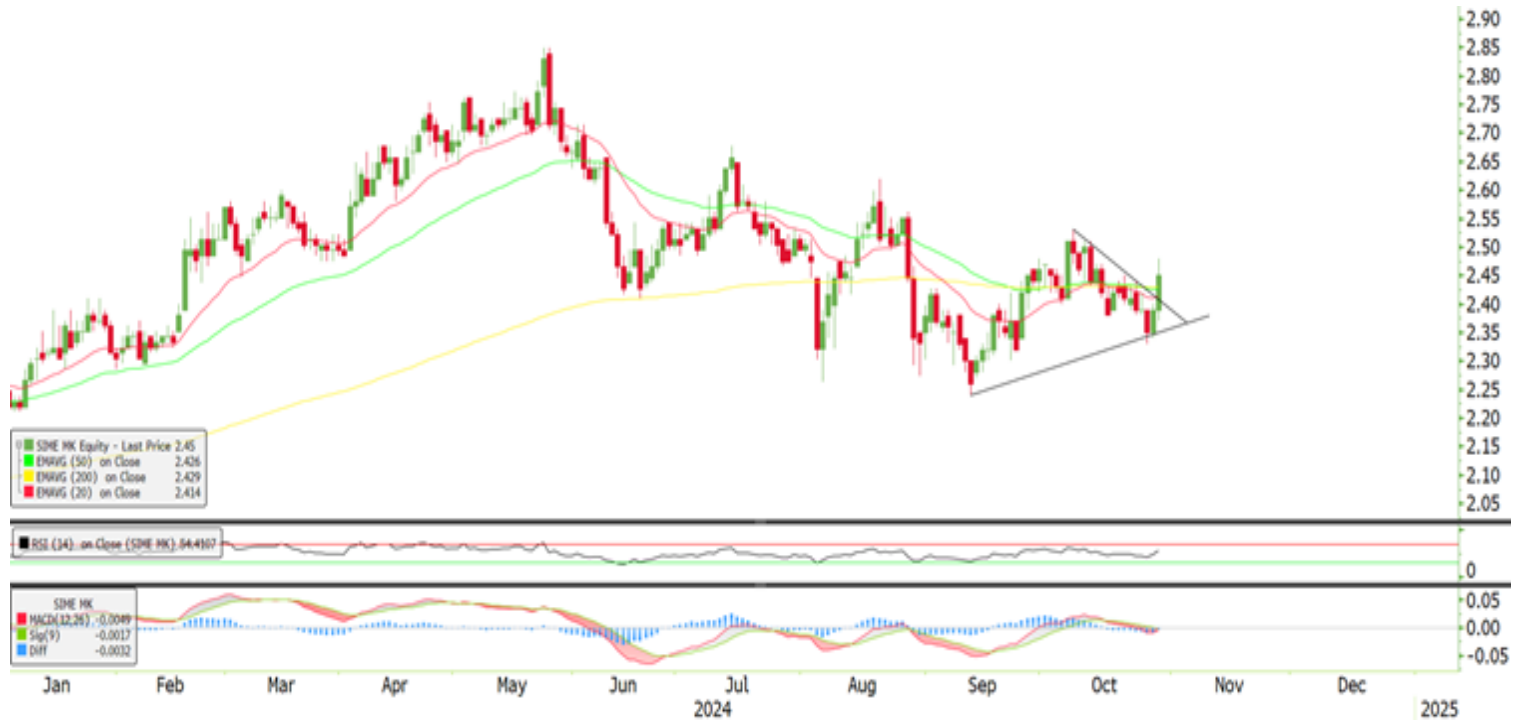 2.90
2.85
2.80
2.75
2.70
2.65
2.60
2.55
2.50
2.45
2.40
2.35
2.30
2.25
2.20
2.15
2.10
2.05
SIME MK Equity - Last Price 2.45
EMAVG (50) on Close 2.426
EMAVG (200) on Close 2.429
EMAVG (20) on Close 2.414
RSI (14) on Close (SIME MK) 54.4107
0
SIME MK
MACD(12,26) -0.0049
Sig(9) -0.0017
Diff -0.0032
0.05
0.00
-0.05
Jan Feb Mar Apr May Jun Jul Aug Sep Oct Nov Dec
2024 2025